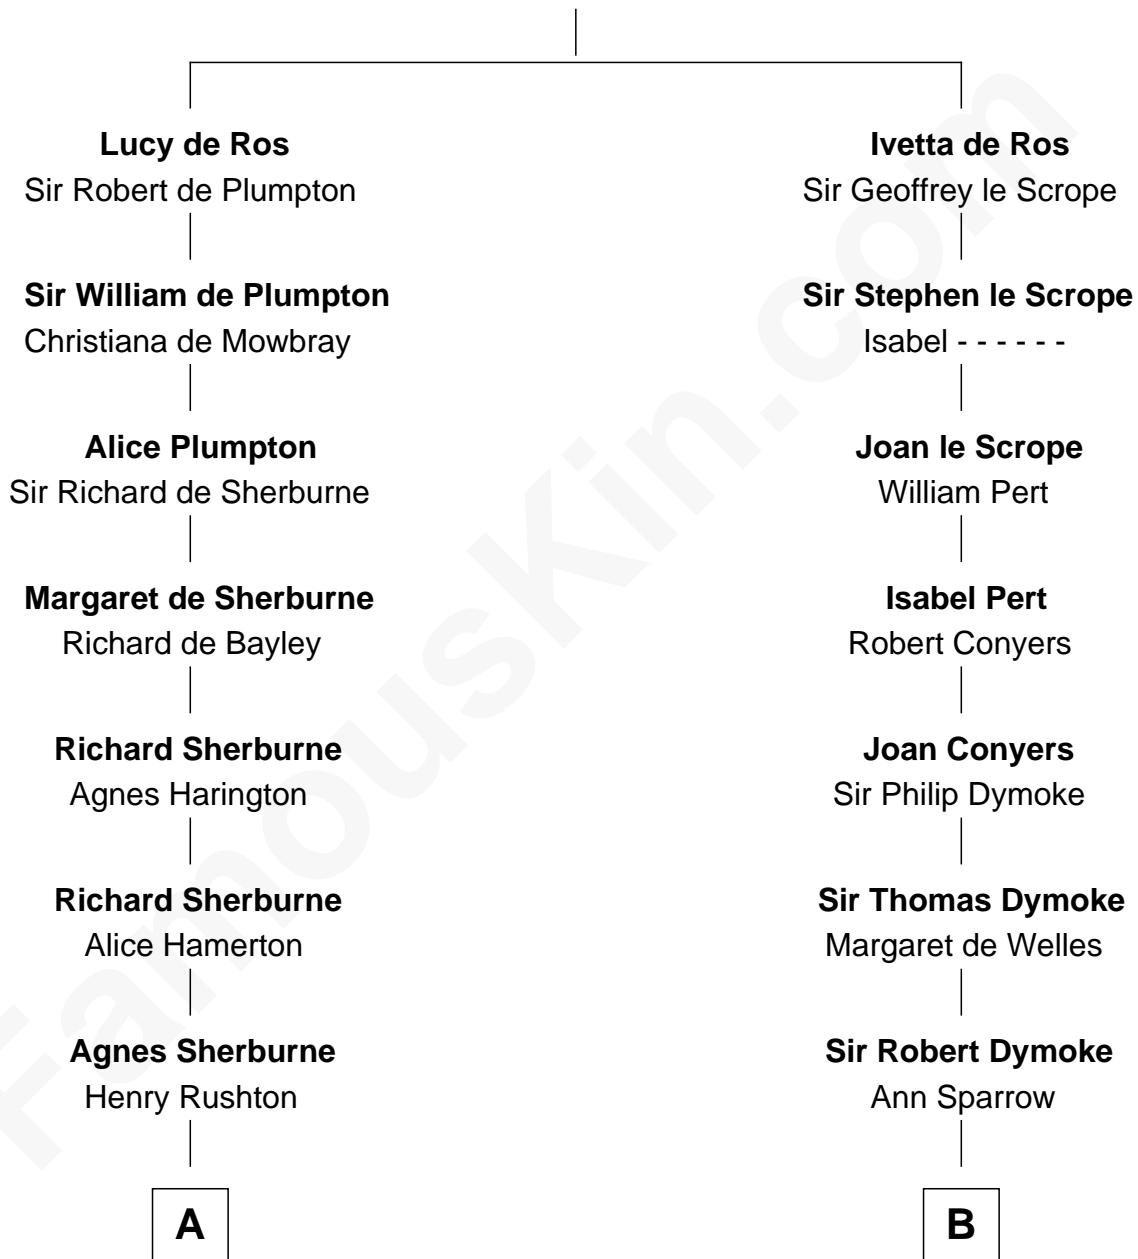 Lucy de Ros
Sir Robert de Plumpton
Ivetta de Ros
Sir Geoffrey le Scrope
Sir William de Plumpton
Christiana de Mowbray
Sir Stephen le Scrope
Isabel - - - - - -
Alice Plumpton
Sir Richard de Sherburne
Joan le Scrope
William Pert
Margaret de Sherburne
Richard de Bayley
Isabel Pert
Robert Conyers
Richard Sherburne
Agnes Harington
Joan Conyers
Sir Philip Dymoke
Richard Sherburne
Alice Hamerton
Sir Thomas Dymoke
Margaret de Welles
Agnes Sherburne
Henry Rushton
Sir Robert Dymoke
Ann Sparrow
A
B
FamousKin.com